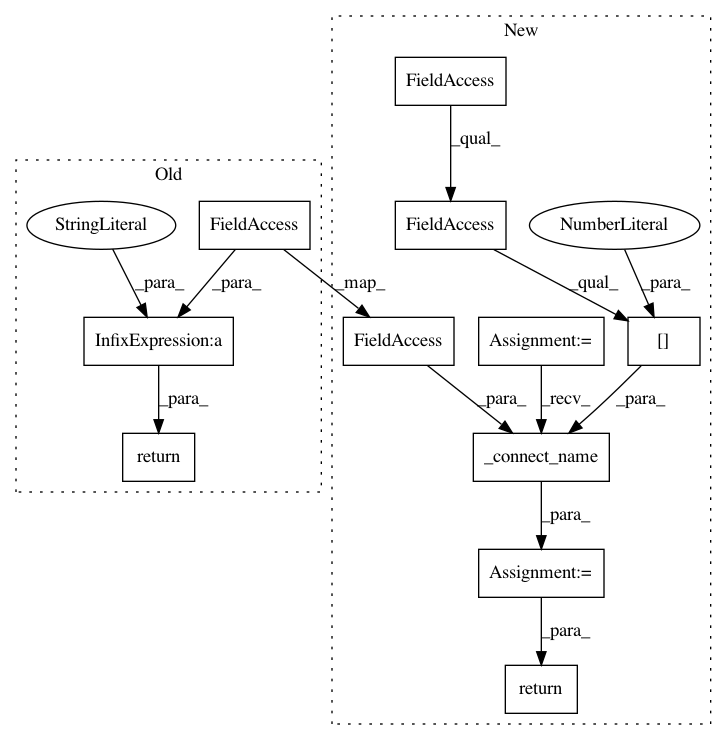 New
FieldAccess
_qual_
Old
StringLiteral
FieldAccess
FieldAccess
NumberLiteral
_para_
_para_
_map_
_qual_
_para_
InfixExpression:a
FieldAccess
Assignment:=
[]
_para_
_para_
_recv_
_para_
return
_connect_name
_para_
Assignment:=
_para_
return